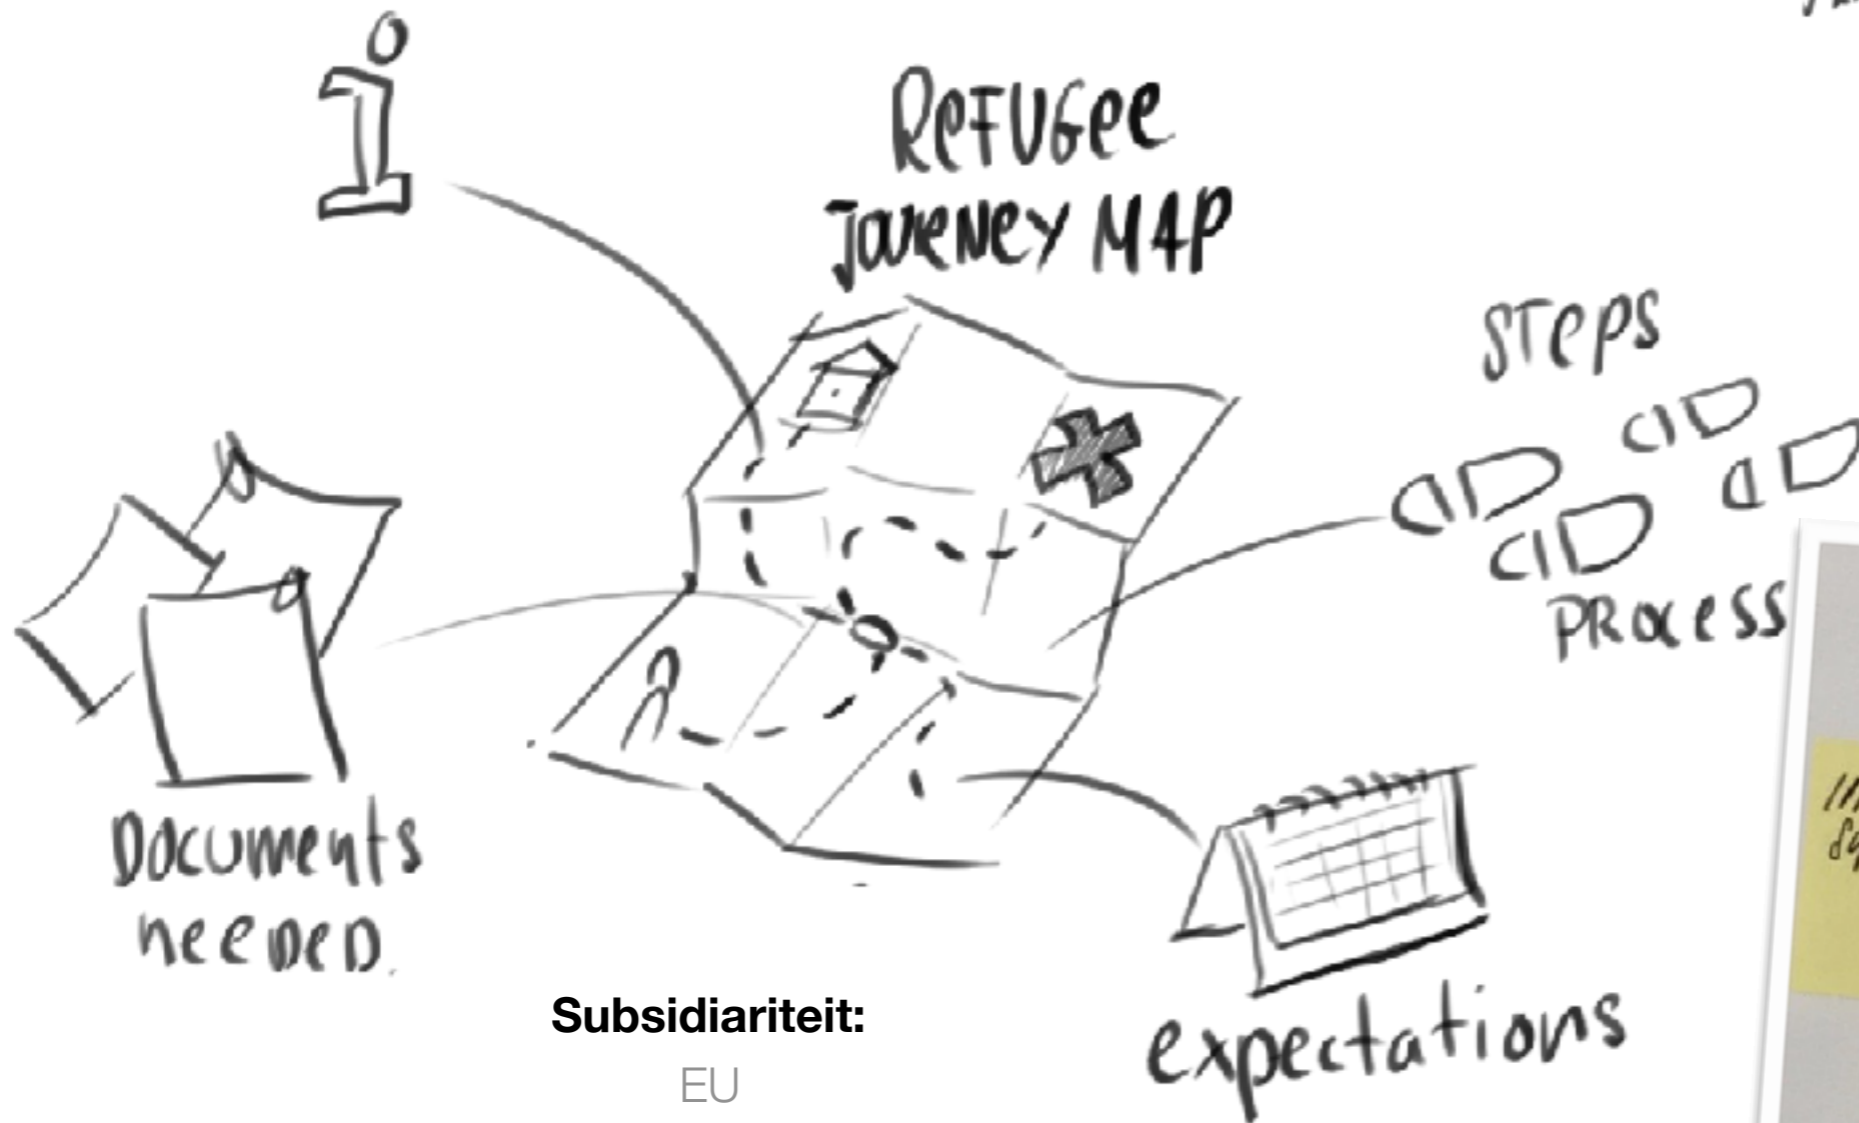 i
ReFUGee
JOURNEY MAP
STEPS
PROCESS
Documents
needed.
Subsidiariteit:
EU
expectations